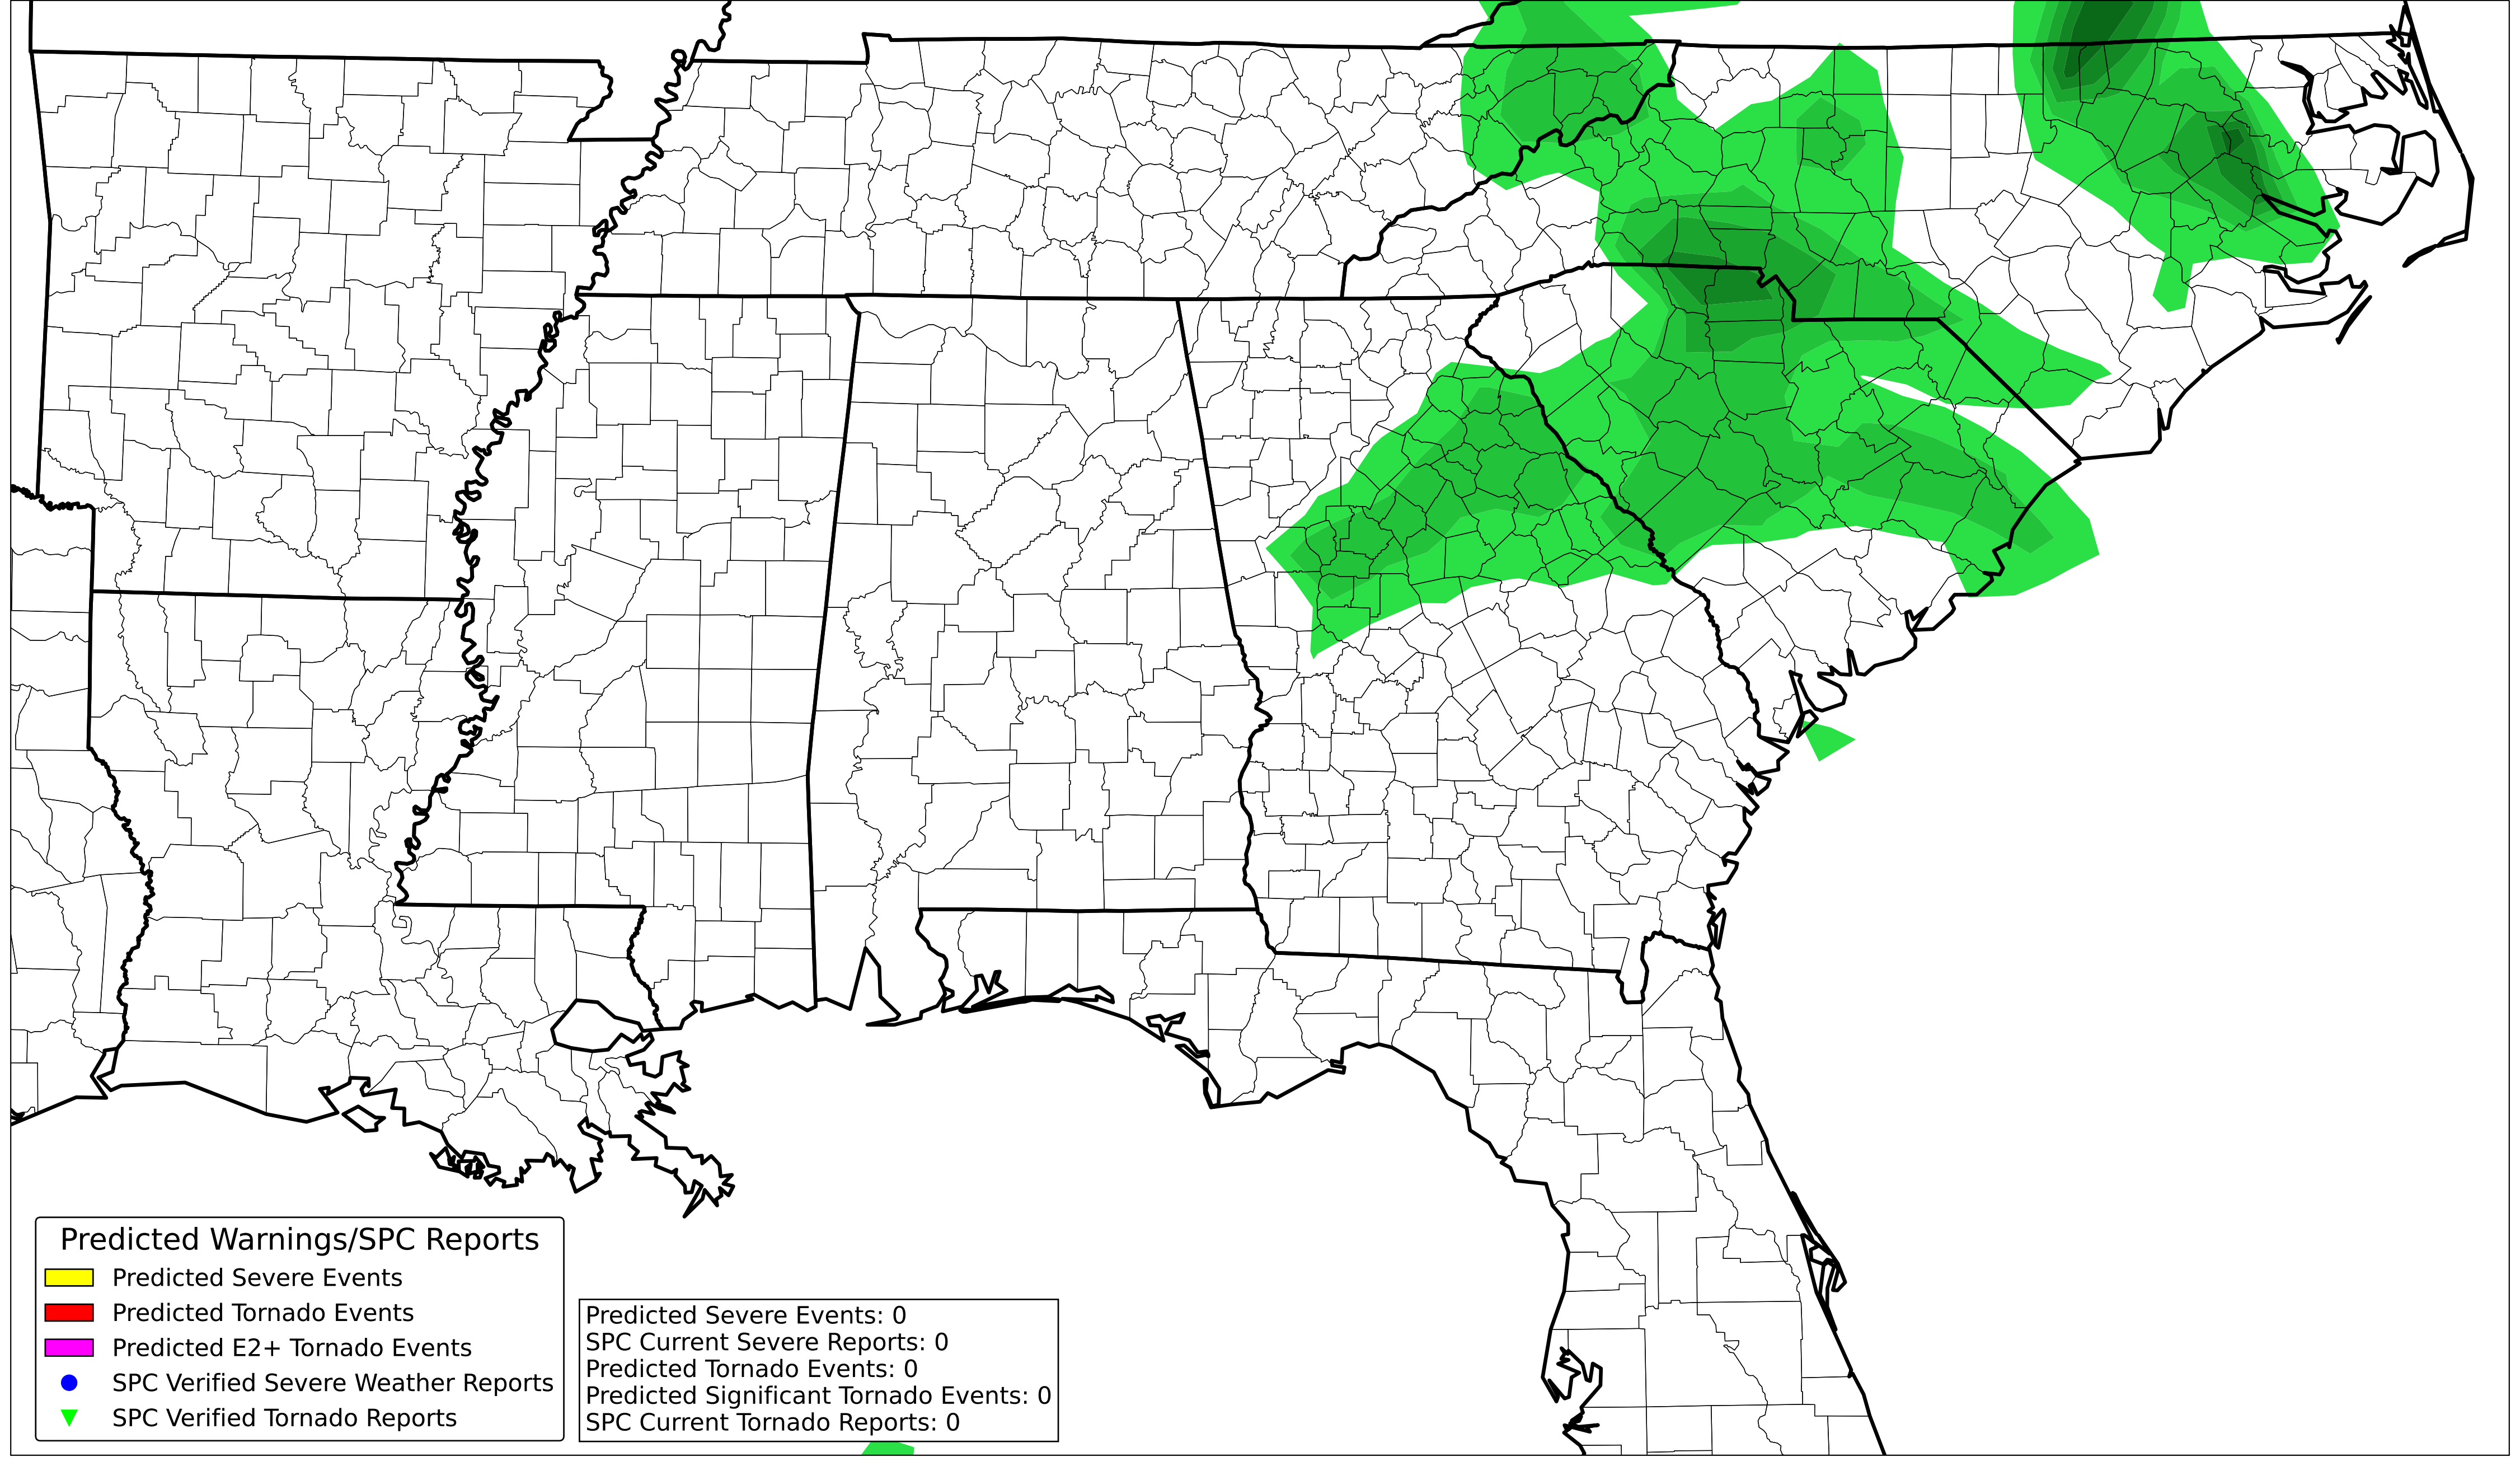 Predicted Warnings/SPC Reports
Predicted Severe Events
Predicted Tornado Events
Predicted E2+ Tornado Events
SPC Verified Severe Weather Reports
SPC Verified Tornado Reports
Predicted Severe Events: 0
SPC Current Severe Reports: 0
Predicted Tornado Events: 0
Predicted Significant Tornado Events: 0
SPC Current Tornado Reports: 0